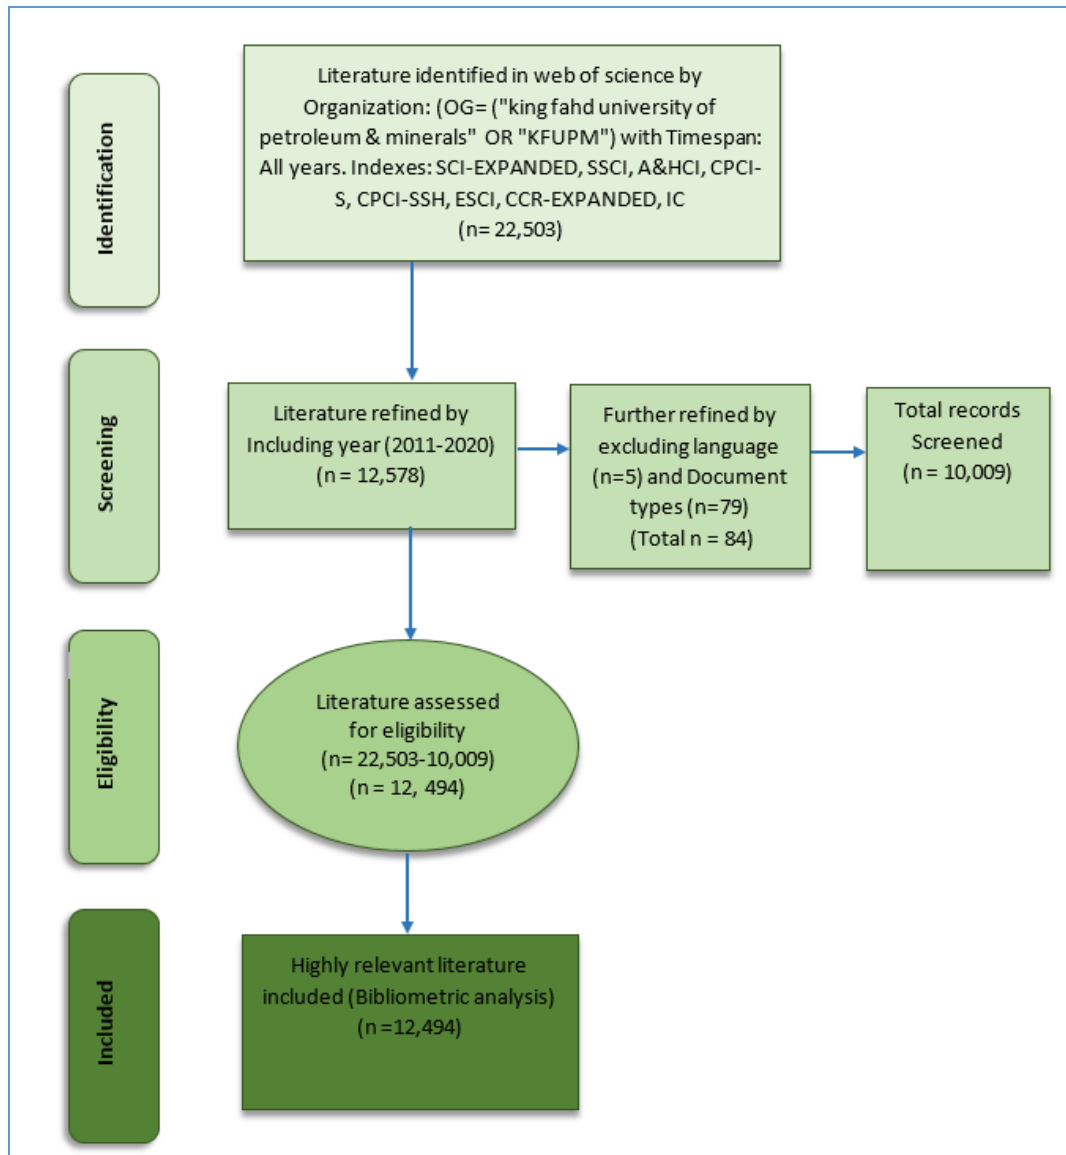 Identification
Literature identified in web of science by
Organization: (OG= ("king fahd university of
petroleum & minerals" OR "KFUPM") with Timespan:
All years. Indexes: SCI-EXPANDED, SSCI, A&HCI, CPCI-
S, CPCI-SSH, ESCI, CCR-EXPANDED, IC
(n= 22,503)
Screening
Literature refined by
Including year (2011-2020)
(n = 12,578)
Further refined by
excluding language
(n=5) and Document
types (n=79)
(Total n = 84)
Total records
Screened
(n = 10,009)
Eligibility
Literature assessed
for eligibility
(n= 22,503-10,009)
(n = 12, 494)
Included
Highly relevant literature
included (Bibliometric analysis)
(n =12,494)